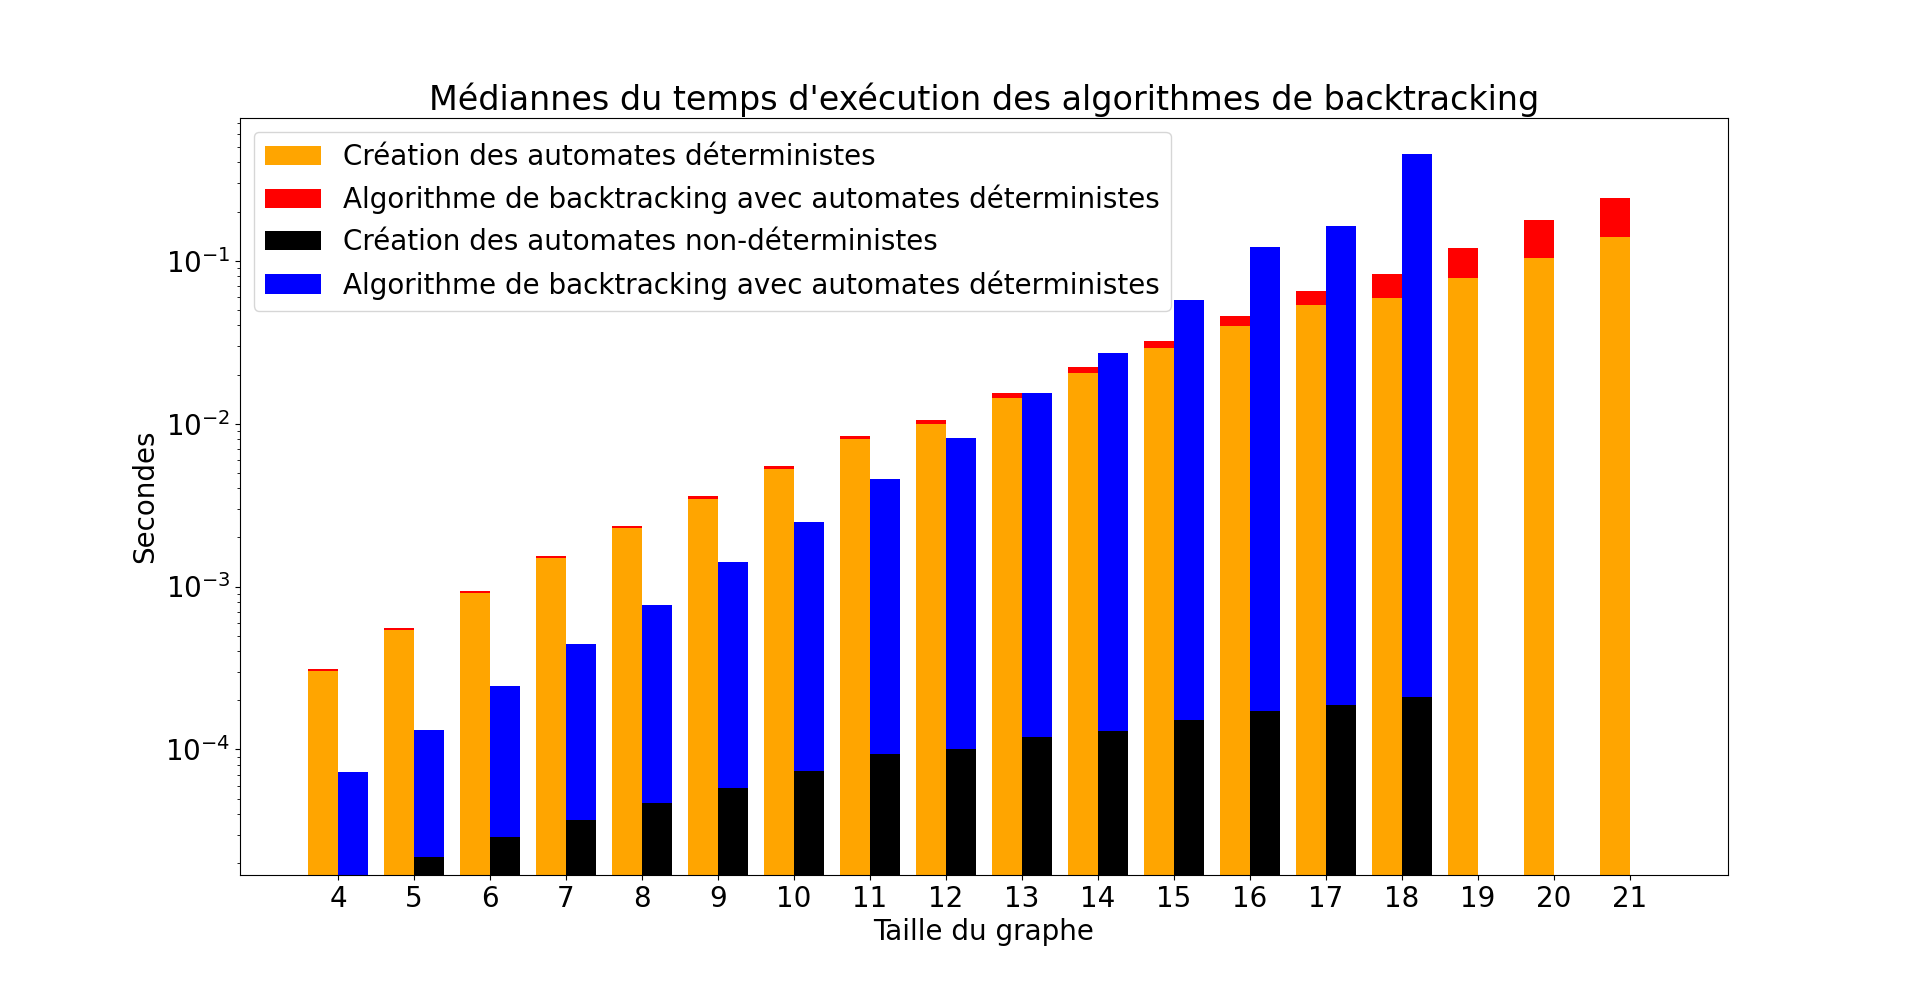 Médiannes du temps d'exécution des algorithmes de backtracking
Création des automates déterministes
Algorithme de backtracking avec automates déterministes
Création des automates non-déterministes
Algorithme de backtracking avec automates déterministes
Secondes
10⁻¹
10⁻²
10⁻³
10⁻⁴
4 5 6 7 8 9 10 11 12 13 14 15 16 17 18 19 20 21
Taille du graphe